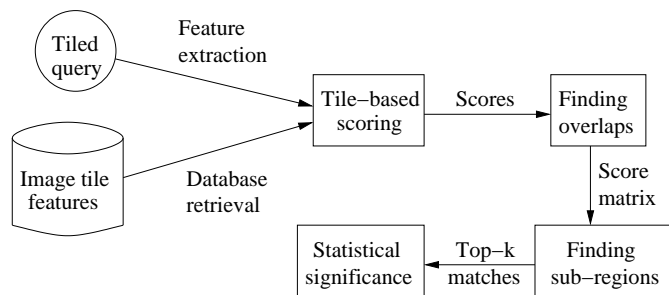 Tiled
query
Feature
extraction
Image tile
features
Database
retrieval
Tile−based
scoring
Scores
Finding
overlaps
Score
matrix
Finding
sub-regions
Top−k
matches
Statistical
significance